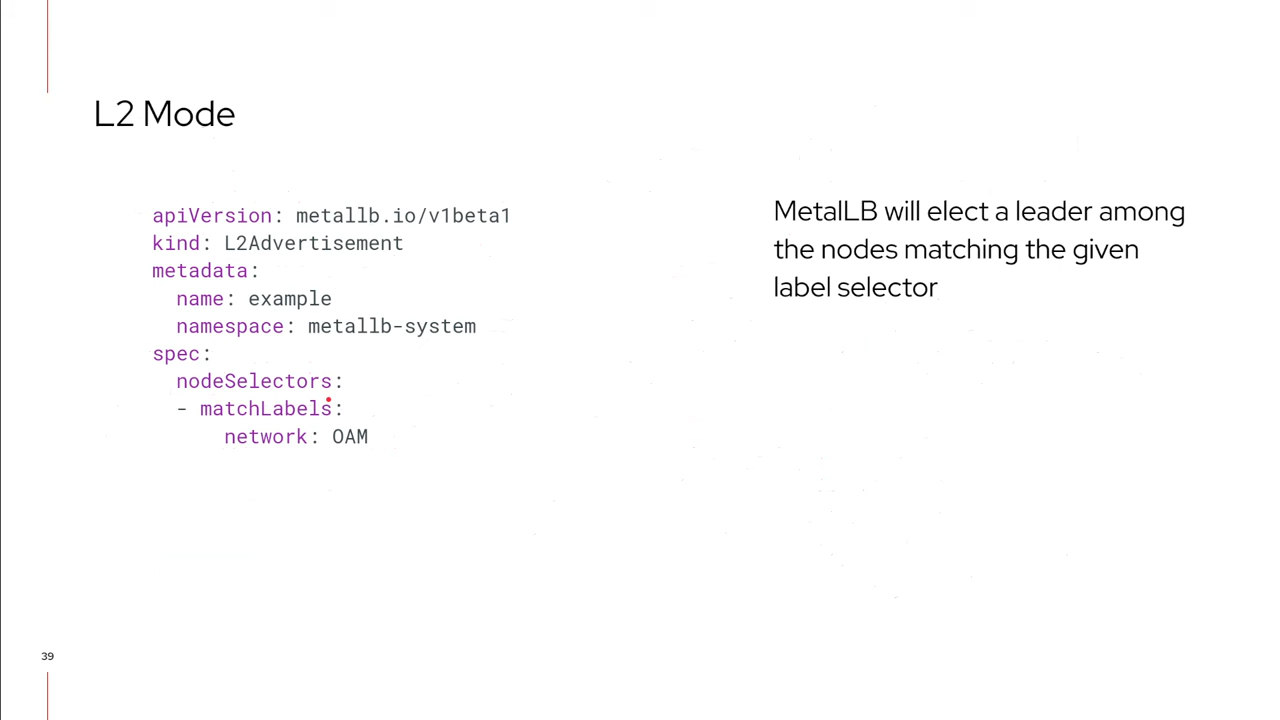 L2 Mode
apiVersion: metallb.io/v1beta1
kind: L2Advertisement
metadata:
  name: example
  namespace: metallb-system
spec:
  nodeSelectors:
  - matchLabels:
      network: OAM
MetalLB will elect a leader among
the nodes matching the given
label selector
39